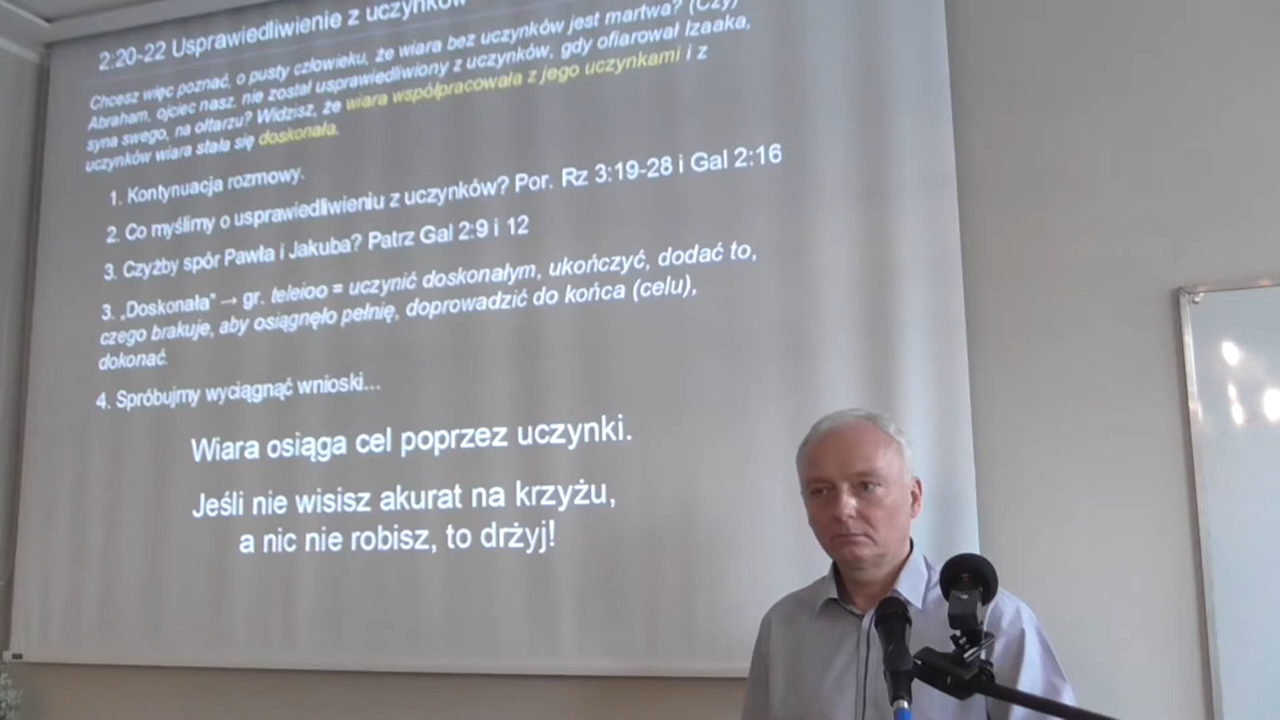 2:20-22 Usprawiedliwienie z uczynków
Chcesz więc poznać, o pusty człowieku, że wiara bez uczynków jest martwa? (Czy)
Abraham, ojciec nasz, nie został usprawiedliwiony z uczynków, gdy ofiarował Izaaka,
syna swego, na ołtarzu? Widzisz, że wiara współpracowała z jego uczynkami i z
uczynków wiara stała się doskonała.
1. Kontynuacja rozmowy.
2. Co myślimy o usprawiedliwieniu z uczynków? Por. Rz 3:19-28 i Gal 2:16
3. Czyżby spór Pawła i Jakuba? Patrz Gal 2:9 i 12
3. „Doskonała” → gr. teleioo = uczynić doskonałym, ukończyć, dodać to,
czego brakuje, aby osiągnęło pełnię, doprowadzić do końca (celu),
dokonać.
4. Spróbujmy wyciągnąć wnioski...
Wiara osiąga cel poprzez uczynki.
Jeśli nie wisisz akurat na krzyżu,
a nic nie robisz, to drżyj!